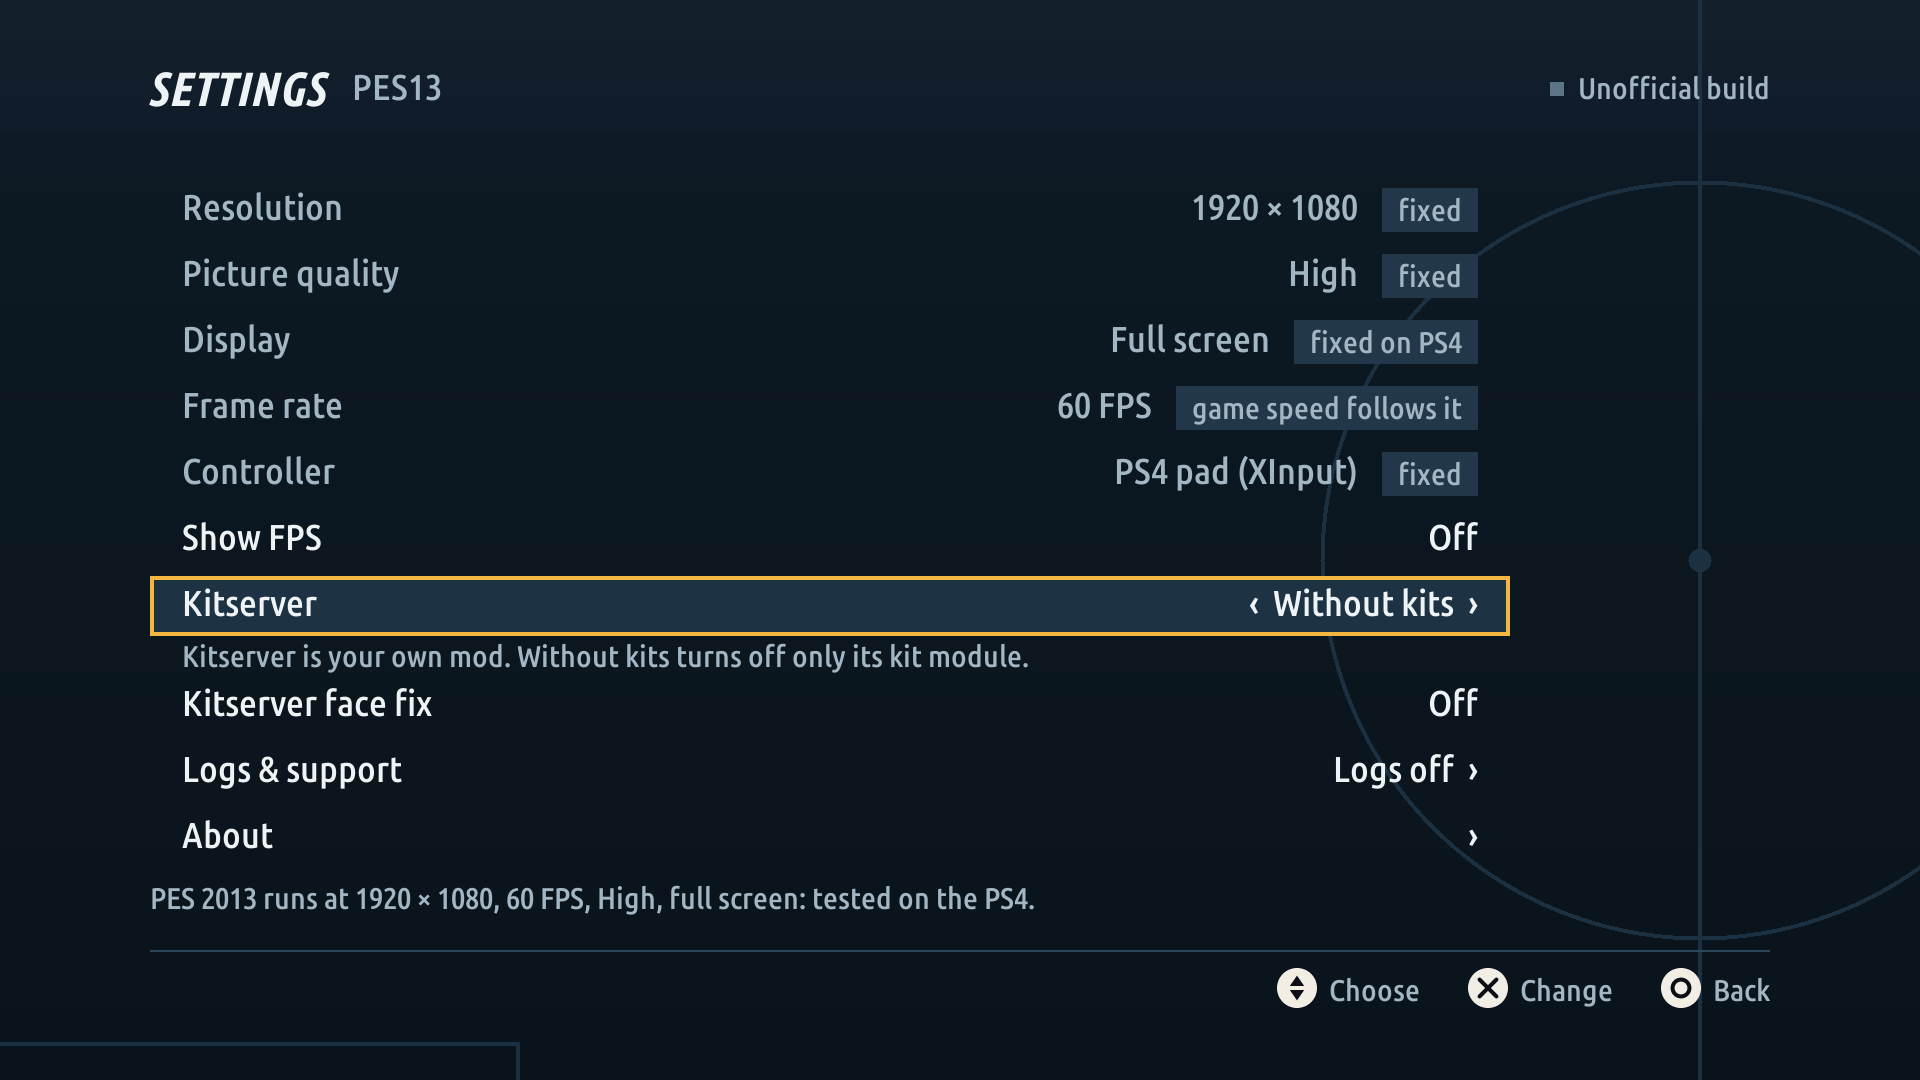 SETTINGS PES13
Unofficial build
Resolution 1920 × 1080 fixed
Picture quality High fixed
Display Full screen fixed on PS4
Frame rate 60 FPS game speed follows it
Controller PS4 pad (XInput) fixed
Show FPS Off
Kitserver ‹ Without kits ›
Kitserver is your own mod. Without kits turns off only its kit module.
Kitserver face fix Off
Logs & support Logs off ›
About ›
PES 2013 runs at 1920 × 1080, 60 FPS, High, full screen: tested on the PS4.
Choose Change Back